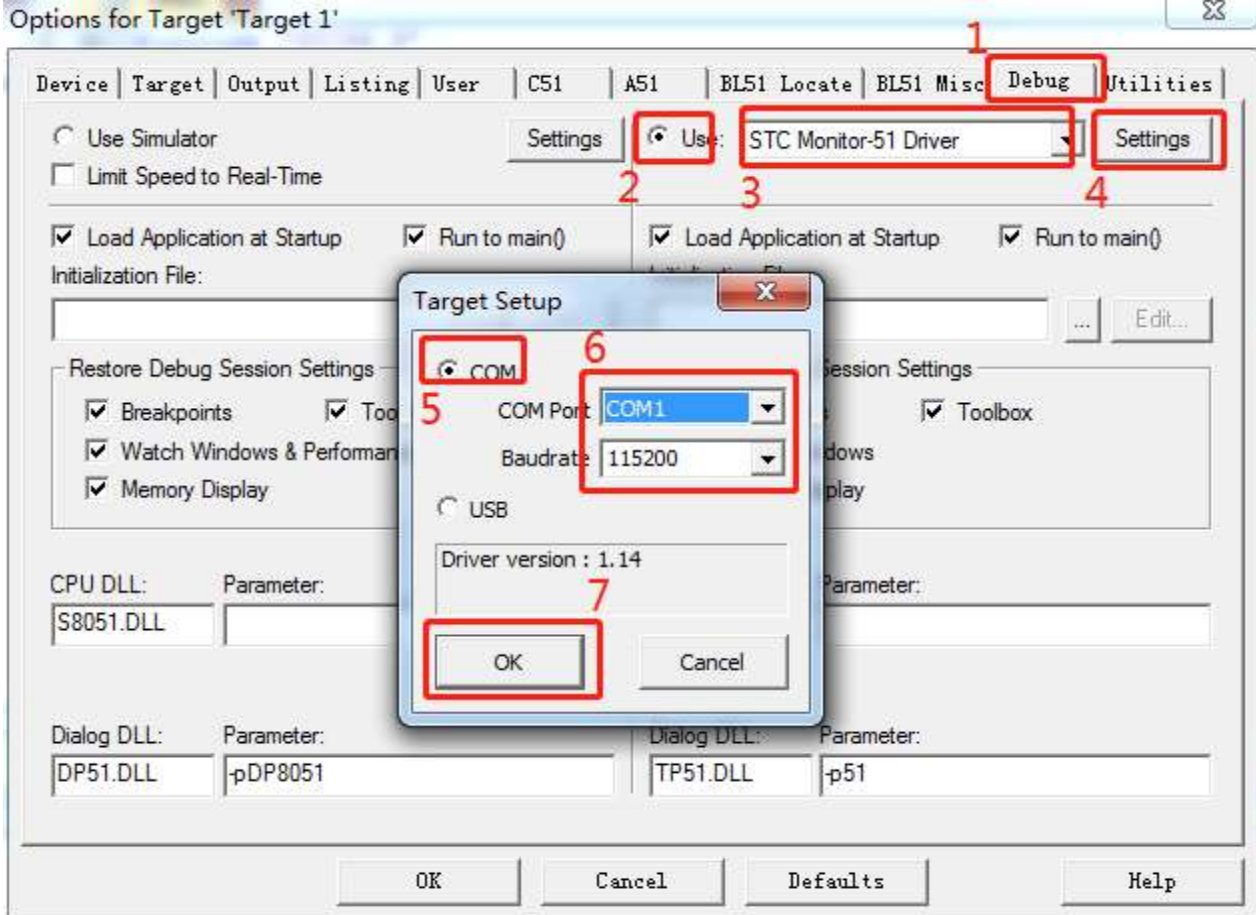 Options for Target 'Target 1'
1
Device Target Output Listing User C51 A51 BL51 Locate BL51 Misc Debug Utilities
Use Simulator Settings Use: STC Monitor-51 Driver Settings
Limit Speed to Real-Time
2 3 4
Load Application at Startup Run to main() Load Application at Startup Run to main()
Initialization File:
Target Setup
... Edit...
6
Restore Debug Session Settings COM Session Settings
5
Breakpoints COM Port COM1 Toolbox
Watch Windows & Baudrate 115200
Memory Display
USB
Driver version : 1.14
CPU DLL: Parameter: 7 Parameter:
S8051.DLL
OK Cancel
Dialog DLL: Parameter: Dialog DLL: Parameter:
DP51.DLL -pDP8051 TP51.DLL -p51
OK Cancel Defaults Help